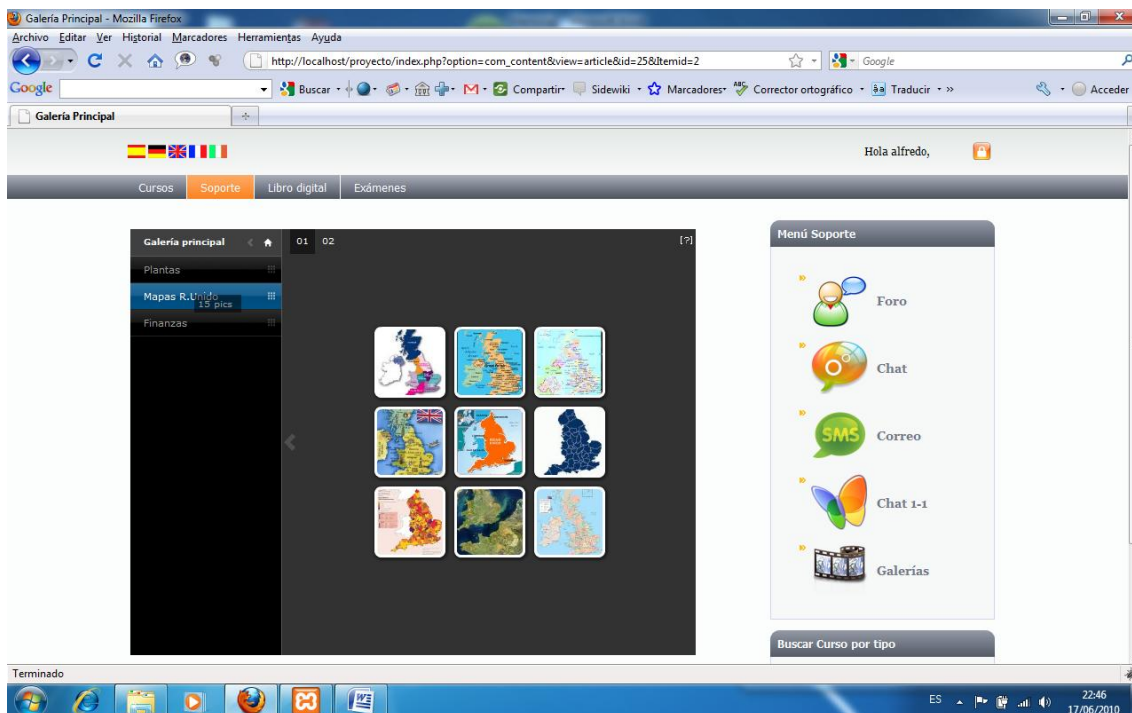 Galería Principal - Mozilla Firefox
Archivo Editar Ver Historial Marcadores Herramientas Ayuda
http://localhost/proyecto/index.php?option=com_content&view=article&id=25&Itemid=2
Google
Google Buscar Compartir Sidewiki Marcadores Corrector ortográfico Traducir » Acceder
Galería Principal
Hola alfredo,
Cursos Soporte Libro digital Exámenes
Galería principal 01 02 [?]
Plantas
Mapas R.Unido
15 pics
Finanzas
Menú Soporte
Foro
Chat
SMS Correo
Chat 1-1
Galerías
Buscar Curso por tipo
Terminado
ES 22:46
17/06/2010